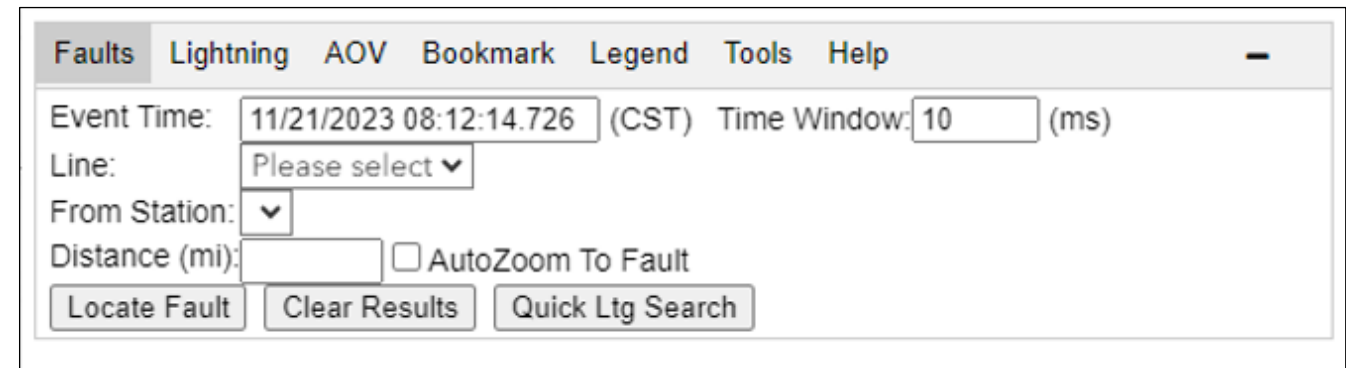 Faults Lightning AOV Bookmark Legend Tools Help
Event Time: 11/21/2023 08:12:14.726 (CST) Time Window: 10 (ms)
Line: Please select
From Station:
Distance (mi): AutoZoom To Fault
Locate Fault Clear Results Quick Ltg Search